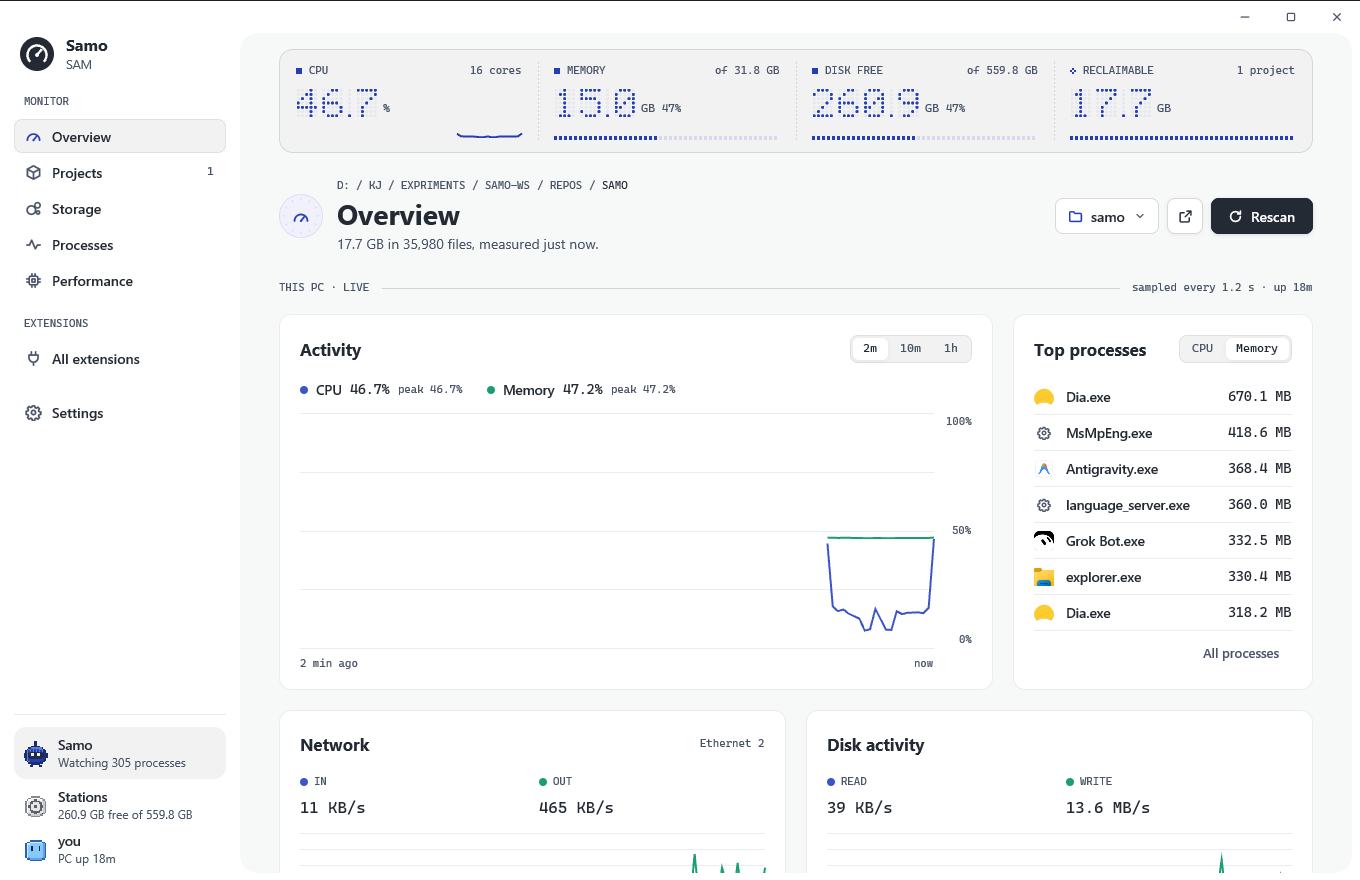 Samo
SAM
MONITOR
Overview
Projects 1
Storage
Processes
Performance
EXTENSIONS
All extensions
Settings
Samo
Watching 305 processes
Stations
260.9 GB free of 559.8 GB
you
PC up 18m
CPU 16 cores
46.7 %
MEMORY of 31.8 GB
15.0 GB 47%
DISK FREE of 559.8 GB
260.9 GB 47%
RECLAIMABLE 1 project
17.7 GB
D: / KJ / EXPRIMENTS / SAMO-WS / REPOS / SAMO
Overview
17.7 GB in 35,980 files, measured just now.
samo
Rescan
THIS PC · LIVE
sampled every 1.2 s · up 18m
Activity
2m 10m 1h
CPU 46.7% peak 46.7% Memory 47.2% peak 47.2%
100%
50%
0%
2 min ago now
Top processes
CPU Memory
Dia.exe 670.1 MB
MsMpEng.exe 418.6 MB
Antigravity.exe 368.4 MB
language_server.exe 360.0 MB
Grok Bot.exe 332.5 MB
explorer.exe 330.4 MB
Dia.exe 318.2 MB
All processes
Network Ethernet 2
IN OUT
11 KB/s 465 KB/s
Disk activity
READ WRITE
39 KB/s 13.6 MB/s